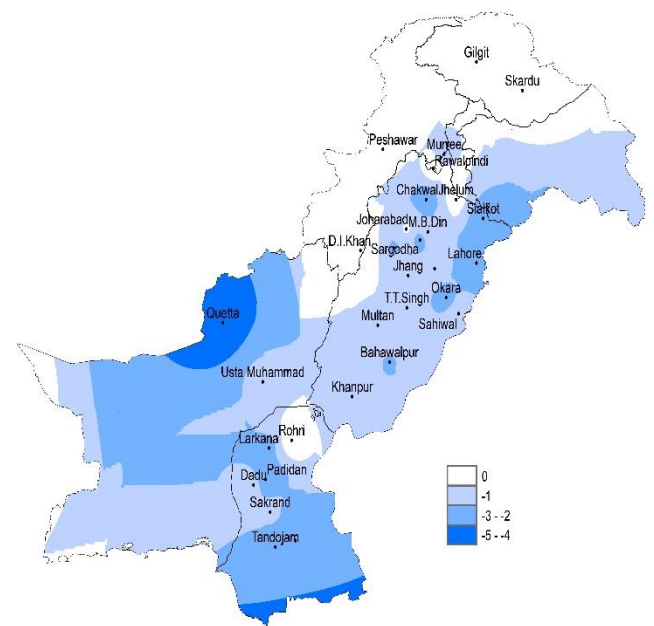 Gilgit
Skardu
Peshawar
Murree
Rawalpindi
Chakwal
Jhelum
Sialkot
Joharabad
M.B.Din
D.I.Khan
Sargodha
Lahore
Jhang
Okara
T.T.Singh
Quetta
Multan
Sahiwal
Bahawalpur
Usta Muhammad
Khanpur
Rohri
Larkana
Padidan
Dadu
Sakrand
Tandojam
0
-1
-3 - -2
-5 - -4